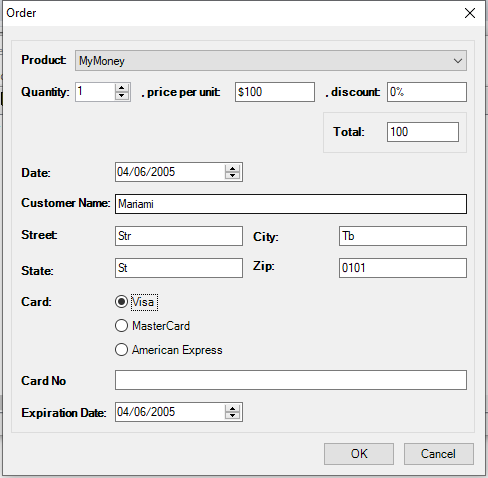 Order
Product: MyMoney
Quantity: 1 , price per unit: $100 , discount: 0%
Total: 100
Date: 04/06/2005
Customer Name: Mariami
Street: Str City: Tb
State: St Zip: 0101
Card: Visa
MasterCard
American Express
Card No
Expiration Date: 04/06/2005
OK Cancel